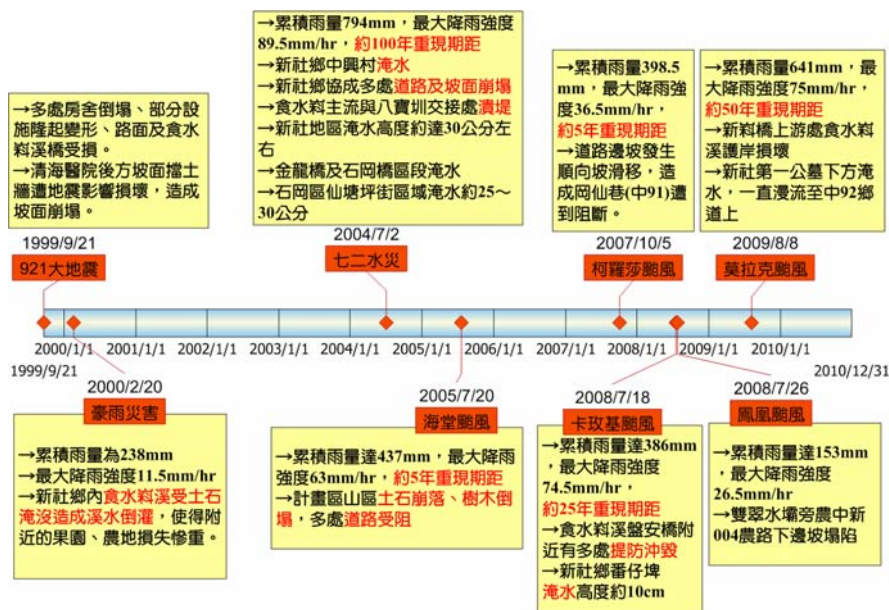 →多處房舍倒塌、部分設
施隆起變形、路面及食水
嵙溪橋受損。
→清海醫院後方坡面擋土
牆遭地震影響損壞，造成
坡面崩塌。
1999/9/21
921大地震
→累積雨量794mm，最大降雨強度
89.5mm/hr，約100年重現期距
→新社鄉中興村淹水
→新社鄉協成多處道路及坡面崩塌
→食水嵙主流與八寶圳交接處潰堤
→新社地區淹水高度約達30公分左
右
→金龍橋及石岡橋區段淹水
→石岡區仙塘坪街區域淹水約25～
30公分
2004/7/2
七二水災
→累積雨量398.5
mm，最大降雨強
度36.5mm/hr，
約5年重現期距
→道路邊坡發生
順向坡滑移，造
成岡仙巷(中91)遭
到阻斷。
2007/10/5
柯羅莎颱風
→累積雨量641mm，最
大降雨強度75mm/hr，
約50年重現期距
→新嵙橋上游處食水嵙
溪護岸損壞
→新社第一公墓下方淹
水，一直漫流至中92鄉
道上
2009/8/8
莫拉克颱風
2000/1/1
2001/1/1
2002/1/1
2003/1/1
2004/1/1
2005/1/1
2006/1/1
2007/1/1
2008/1/1
2009/1/1
2010/1/1
1999/9/21
2010/12/31
2000/2/20
豪雨災害
→累積雨量為238mm
→最大降雨強度11.5mm/hr
→新社鄉內食水嵙溪受土石
淹沒造成溪水倒灌，使得附
近的果園、農地損失慘重。
2005/7/20
海堂颱風
→累積雨量達437mm，最大降雨
強度63mm/hr，約5年重現期距
→計畫區山區土石崩落、樹木倒
塌，多處道路受阻
2008/7/18
卡玫基颱風
→累積雨量達386mm
，最大降雨強度
74.5mm/hr，
約25年重現期距
→食水嵙溪盤安橋附
近有多處提防沖毀
→新社鄉番仔埤
淹水高度約10cm
2008/7/26
鳳凰颱風
→累積雨量達153mm
，最大降雨強度
26.5mm/hr
→雙翠水壩旁農中新
004農路下邊坡塌陷